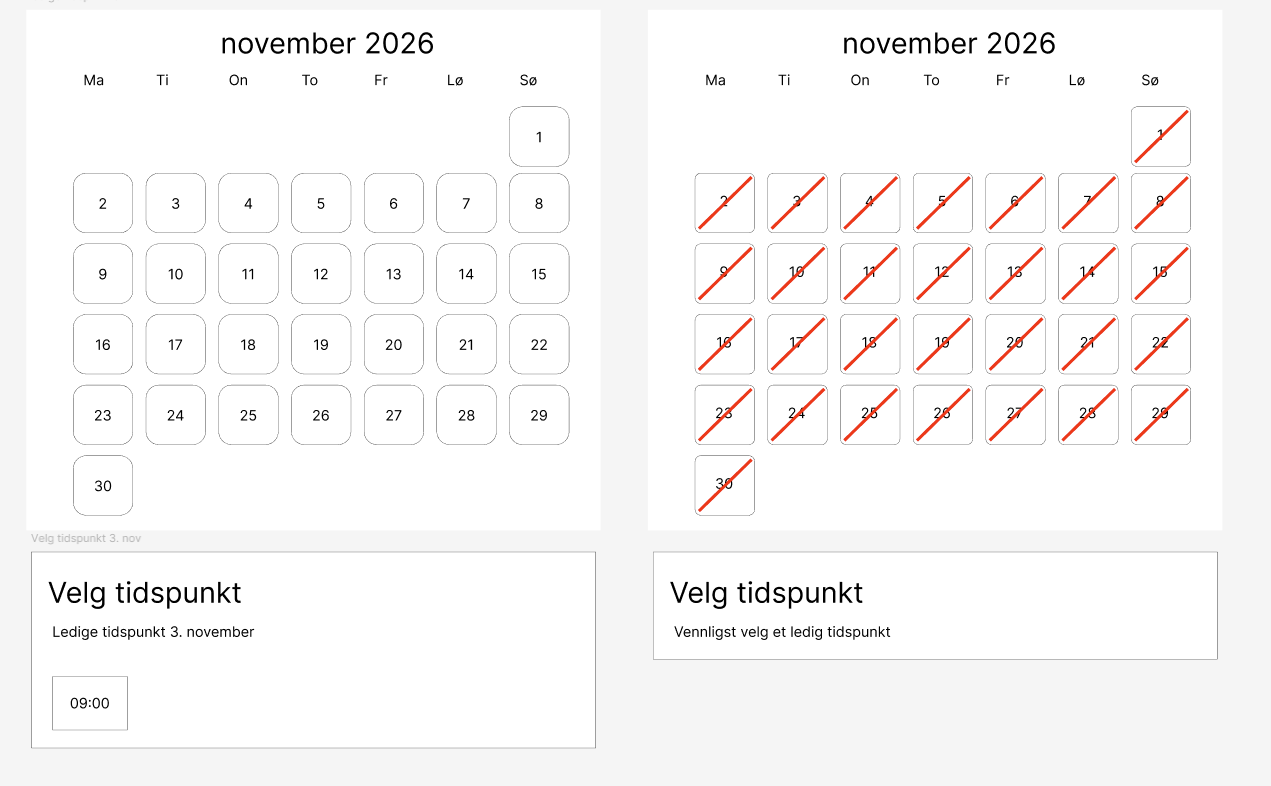 november 2026
Ma Ti On To Fr Lø Sø
1
2 3 4 5 6 7 8
9 10 11 12 13 14 15
16 17 18 19 20 21 22
23 24 25 26 27 28 29
30
Velg tidspunkt 3. nov
Velg tidspunkt
Ledige tidspunkt 3. november
09:00
november 2026
Ma Ti On To Fr Lø Sø
1
2 3 4 5 6 7 8
9 10 11 12 13 14 15
16 17 18 19 20 21 22
23 24 25 26 27 28 29
30
Velg tidspunkt
Vennligst velg et ledig tidspunkt